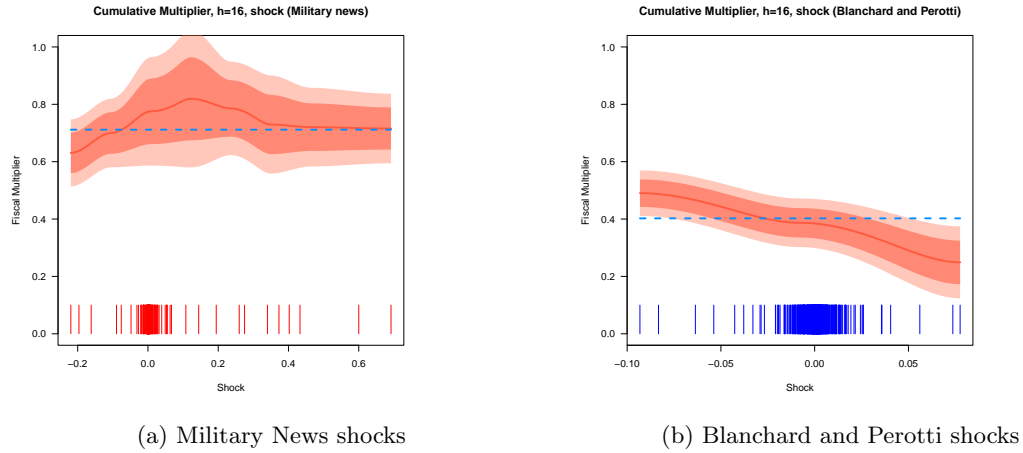 Cumulative Multiplier, h=16, shock (Military news)
Fiscal Multiplier
1.0
0.8
0.6
0.4
0.2
0.0
−0.2 0.0 0.2 0.4 0.6
Shock
(a) Military News shocks
Cumulative Multiplier, h=16, shock (Blanchard and Perotti)
Fiscal Multiplier
1.0
0.8
0.6
0.4
0.2
0.0
−0.10 −0.05 0.00 0.05
Shock
(b) Blanchard and Perotti shocks